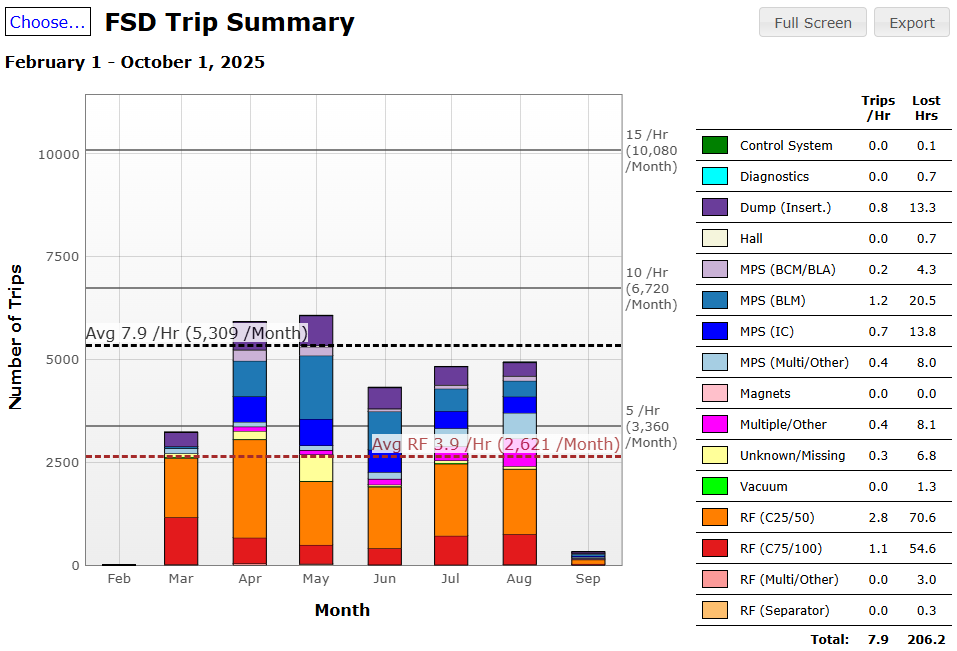 Choose...
FSD Trip Summary
Full Screen
Export
February 1 - October 1, 2025
Number of Trips
10000
7500
5000
2500
0
15 /Hr
(10,080
/Month)
10 /Hr
(6,720
/Month)
5 /Hr
(3,360
/Month)
Avg 7.9 /Hr (5,309 /Month)
Avg RF 3.9 /Hr (2,621 /Month)
Feb Mar Apr May Jun Jul Aug Sep
Month
Trips Lost
/Hr Hrs
Control System 0.0 0.1
Diagnostics 0.0 0.7
Dump (Insert.) 0.8 13.3
Hall 0.0 0.7
MPS (BCM/BLA) 0.2 4.3
MPS (BLM) 1.2 20.5
MPS (IC) 0.7 13.8
MPS (Multi/Other) 0.4 8.0
Magnets 0.0 0.0
Multiple/Other 0.4 8.1
Unknown/Missing 0.3 6.8
Vacuum 0.0 1.3
RF (C25/50) 2.8 70.6
RF (C75/100) 1.1 54.6
RF (Multi/Other) 0.0 3.0
RF (Separator) 0.0 0.3
Total: 7.9 206.2